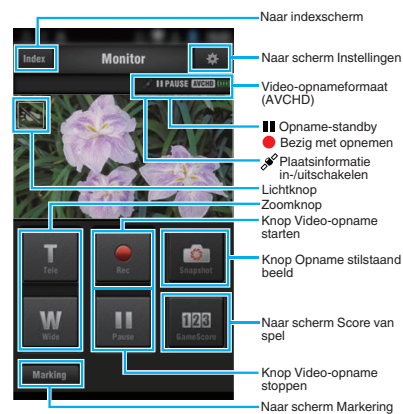 Naar indexscherm
Index
Monitor
Naar scherm Instellingen
PAUSE AVCHD
Video-opnameformaat
(AVCHD)
Opname-standby
Bezig met opnemen
Plaatsinformatie
in-/uitschakelen
Lichtknop
Zoomknop
Knop Video-opname
starten
T
Tele
Rec
Snapshot
Knop Opname stilstaand
beeld
W
Wide
Pause
123
GameScore
Naar scherm Score van
spel
Marking
Knop Video-opname
stoppen
Naar scherm Markering